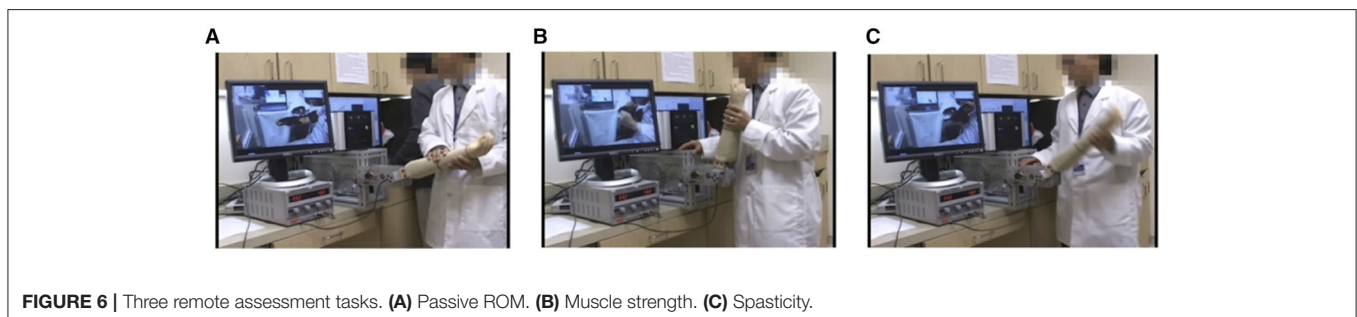 A
B
C
FIGURE 6 | Three remote assessment tasks. (A) Passive ROM. (B) Muscle strength. (C) Spasticity.